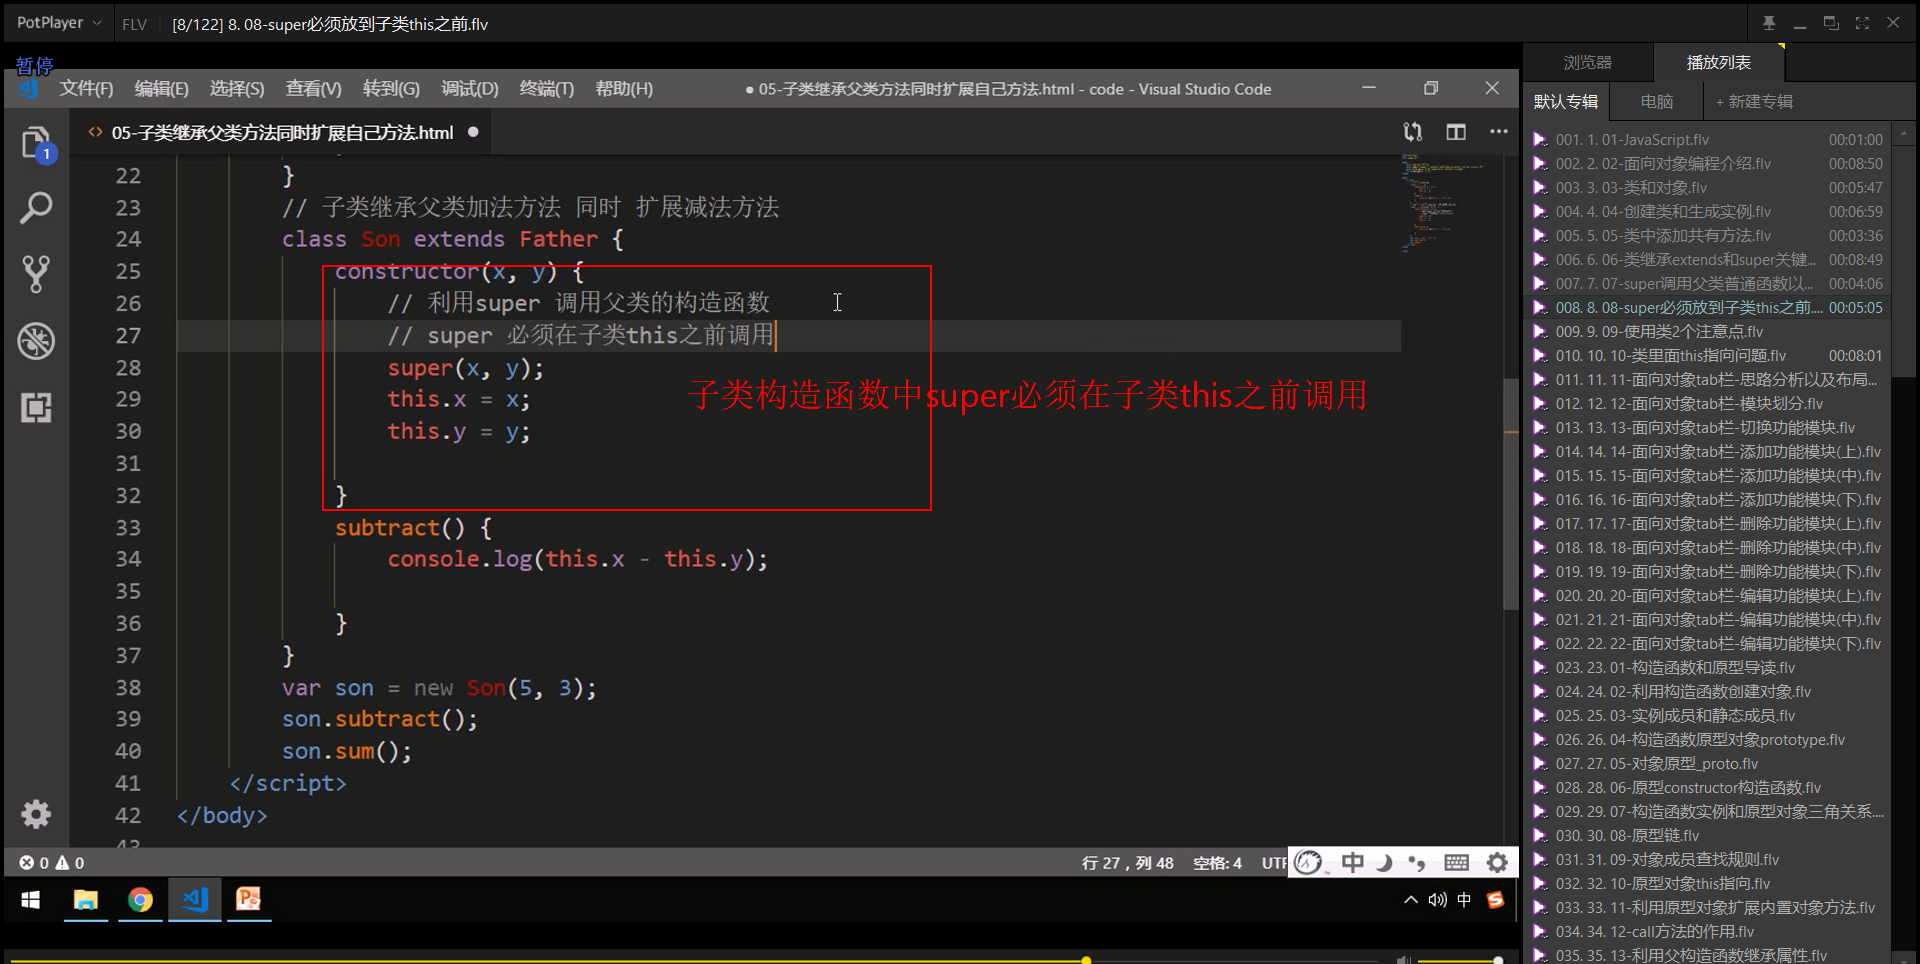 PotPlayer
FLV
[8/122] 8. 08-super必须放到子类this之前.flv
暂停
文件(F) 编辑(E) 选择(S) 查看(V) 转到(G) 调试(D) 终端(T) 帮助(H)
● 05-子类继承父类方法同时扩展自己方法.html - code - Visual Studio Code
<> 05-子类继承父类方法同时扩展自己方法.html ●
1
22 }
23 // 子类继承父类加法方法 同时 扩展减法方法
24 class Son extends Father {
25 constructor(x, y) {
26 // 利用super 调用父类的构造函数
27 // super 必须在子类this之前调用
28 super(x, y);
29 this.x = x;
30 this.y = y;
31
32 }
33 subtract() {
34 console.log(this.x - this.y);
35
36 }
37 }
38 var son = new Son(5, 3);
39 son.subtract();
40 son.sum();
41 </script>
42 </body>
43
子类构造函数中super必须在子类this之前调用
0 0
行 27，列 48 空格: 4 UTF
中
中
浏览器 播放列表
默认专辑 电脑 + 新建专辑
001. 1. 01-JavaScript.flv 00:01:00
002. 2. 02-面向对象编程介绍.flv 00:08:50
003. 3. 03-类和对象.flv 00:05:47
004. 4. 04-创建类和生成实例.flv 00:06:59
005. 5. 05-类中添加共有方法.flv 00:03:36
006. 6. 06-类继承extends和super关键... 00:08:49
007. 7. 07-super调用父类普通函数以... 00:04:06
008. 8. 08-super必须放到子类this之前.... 00:05:05
009. 9. 09-使用类2个注意点.flv
010. 10. 10-类里面this指向问题.flv 00:08:01
011. 11. 11-面向对象tab栏-思路分析以及布局...
012. 12. 12-面向对象tab栏-模块划分.flv
013. 13. 13-面向对象tab栏-切换功能模块.flv
014. 14. 14-面向对象tab栏-添加功能模块(上).flv
015. 15. 15-面向对象tab栏-添加功能模块(中).flv
016. 16. 16-面向对象tab栏-添加功能模块(下).flv
017. 17. 17-面向对象tab栏-删除功能模块(上).flv
018. 18. 18-面向对象tab栏-删除功能模块(中).flv
019. 19. 19-面向对象tab栏-删除功能模块(下).flv
020. 20. 20-面向对象tab栏-编辑功能模块(上).flv
021. 21. 21-面向对象tab栏-编辑功能模块(中).flv
022. 22. 22-面向对象tab栏-编辑功能模块(下).flv
023. 23. 01-构造函数和原型导读.flv
024. 24. 02-利用构造函数创建对象.flv
025. 25. 03-实例成员和静态成员.flv
026. 26. 04-构造函数原型对象prototype.flv
027. 27. 05-对象原型_proto.flv
028. 28. 06-原型constructor构造函数.flv
029. 29. 07-构造函数实例和原型对象三角关系....
030. 30. 08-原型链.flv
031. 31. 09-对象成员查找规则.flv
032. 32. 10-原型对象this指向.flv
033. 33. 11-利用原型对象扩展内置对象方法.flv
034. 34. 12-call方法的作用.flv
035. 35. 13-利用父构造函数继承属性.flv